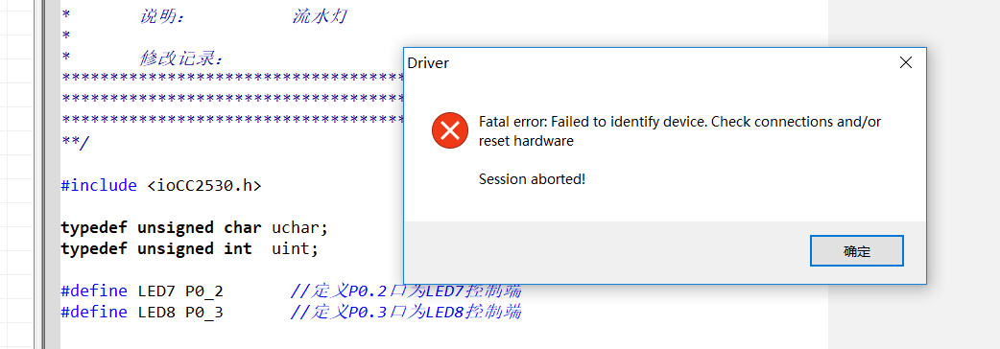 * 说明: 流水灯
*
* 修改记录:
************************************
************************************
************************************
**/
#include <ioCC2530.h>
typedef unsigned char uchar;
typedef unsigned int uint;
#define LED7 P0_2 //定义P0.2口为LED7控制端
#define LED8 P0_3 //定义P0.3口为LED8控制端
Driver
Fatal error: Failed to identify device. Check connections and/or
reset hardware
Session aborted!
确定